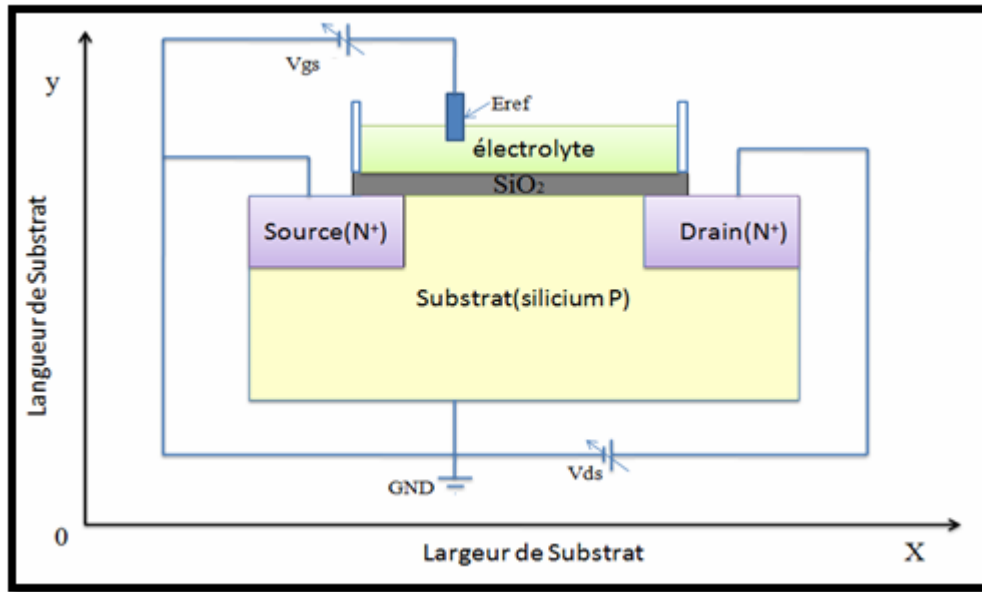 y
Vgs
Eref
électrolyte
SiO₂
Source(N⁺)
Drain(N⁺)
Substrat(silicium P)
Langueur de Substrat
Vds
GND
0
Largeur de Substrat
X